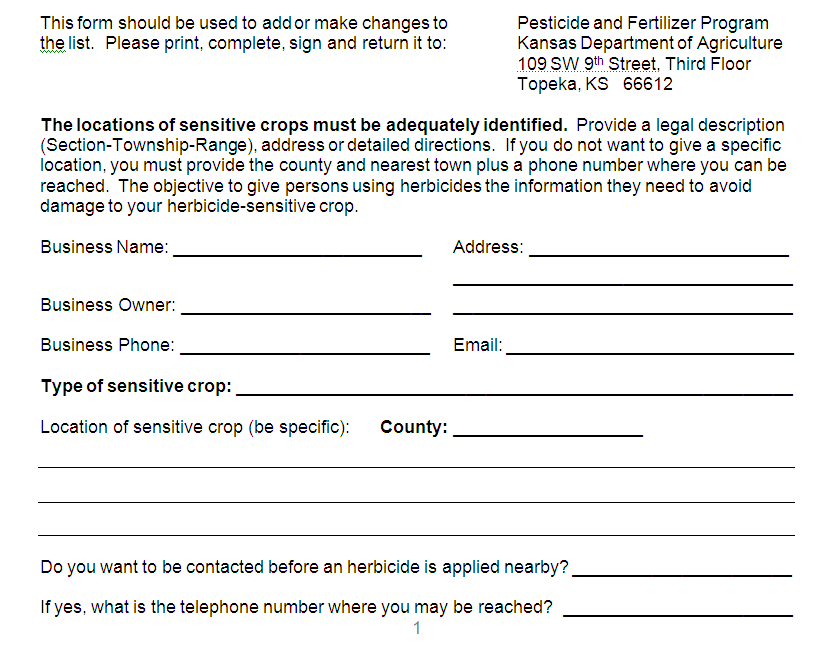 This form should be used to add or make changes to
the list. Please print, complete, sign and return it to:
Pesticide and Fertilizer Program
Kansas Department of Agriculture
109 SW 9th Street, Third Floor
Topeka, KS 66612
The locations of sensitive crops must be adequately identified. Provide a legal description
(Section-Township-Range), address or detailed directions. If you do not want to give a specific
location, you must provide the county and nearest town plus a phone number where you can be
reached. The objective to give persons using herbicides the information they need to avoid
damage to your herbicide-sensitive crop.
Business Name: Address:
Business Owner:
Business Phone: Email:
Type of sensitive crop:
Location of sensitive crop (be specific): County:
Do you want to be contacted before an herbicide is applied nearby?
If yes, what is the telephone number where you may be reached?
1